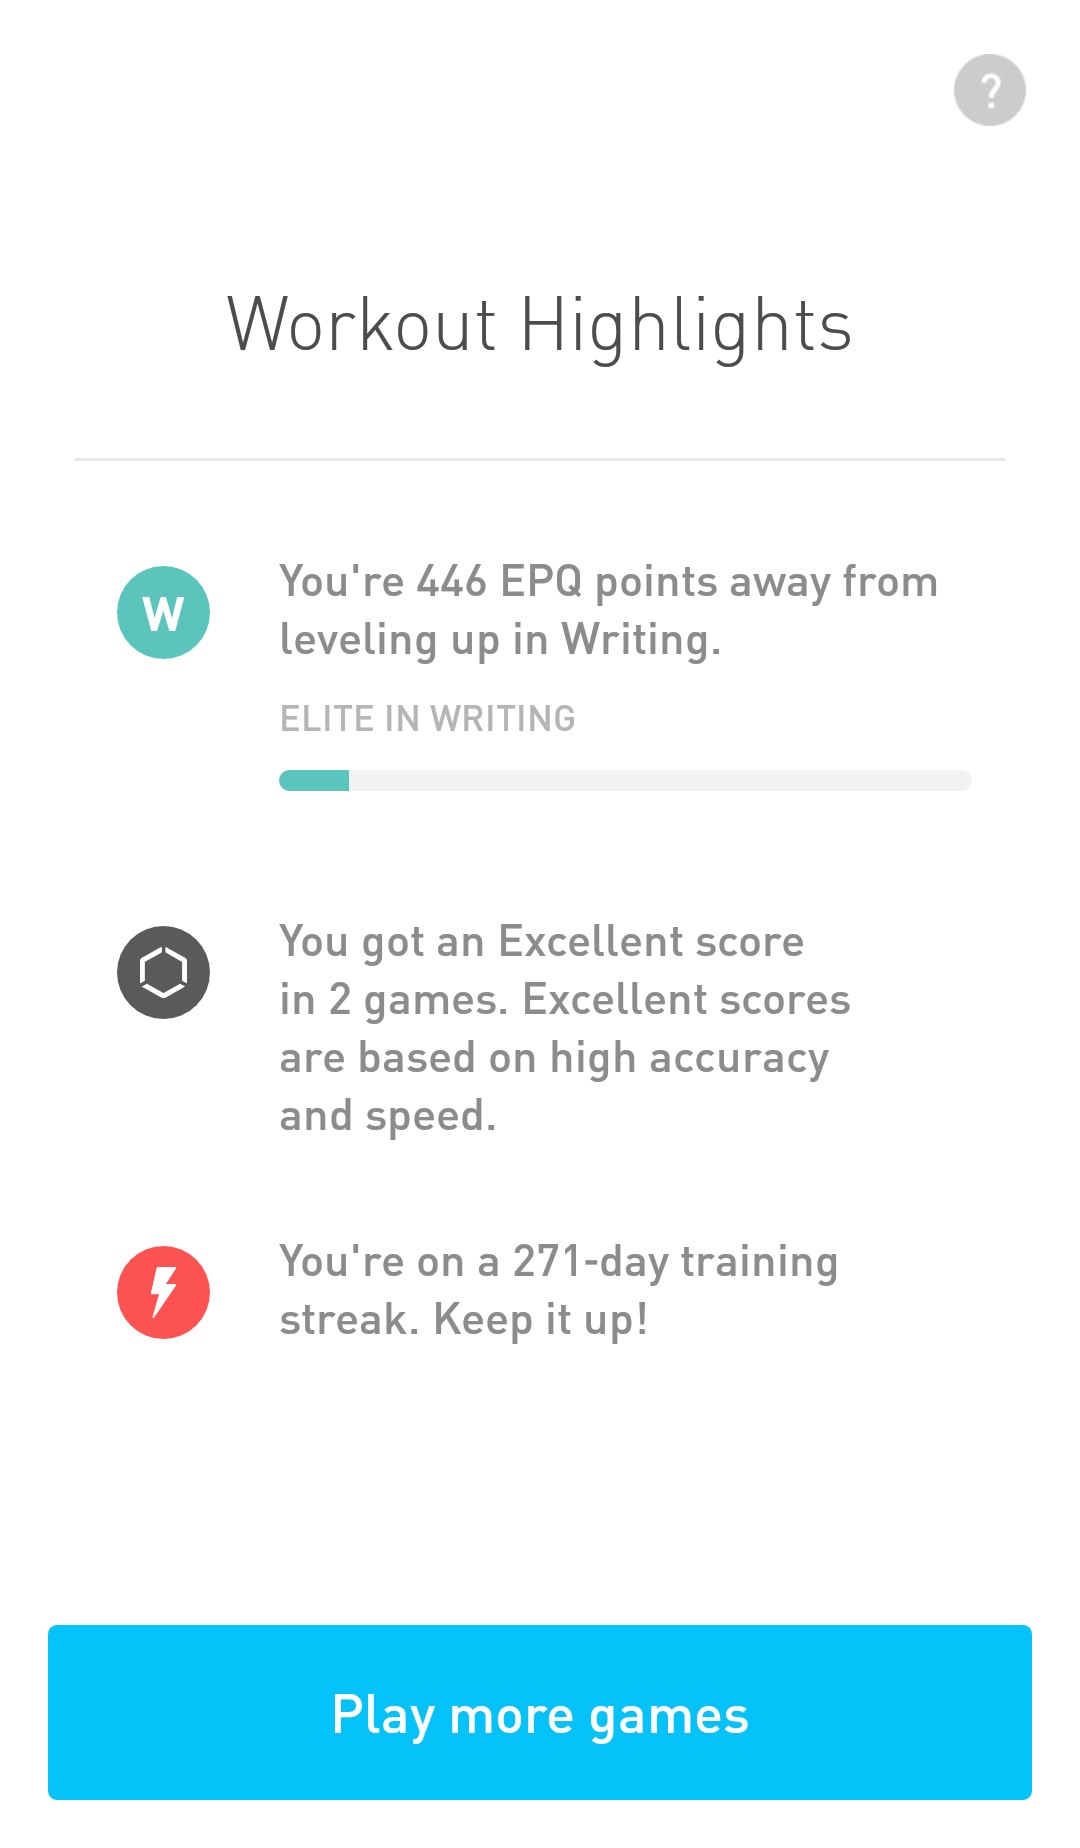 ?
Workout Highlights
W
You're 446 EPQ points away from
leveling up in Writing.
ELITE IN WRITING
You got an Excellent score
in 2 games. Excellent scores
are based on high accuracy
and speed.
You're on a 271-day training
streak. Keep it up!
Play more games